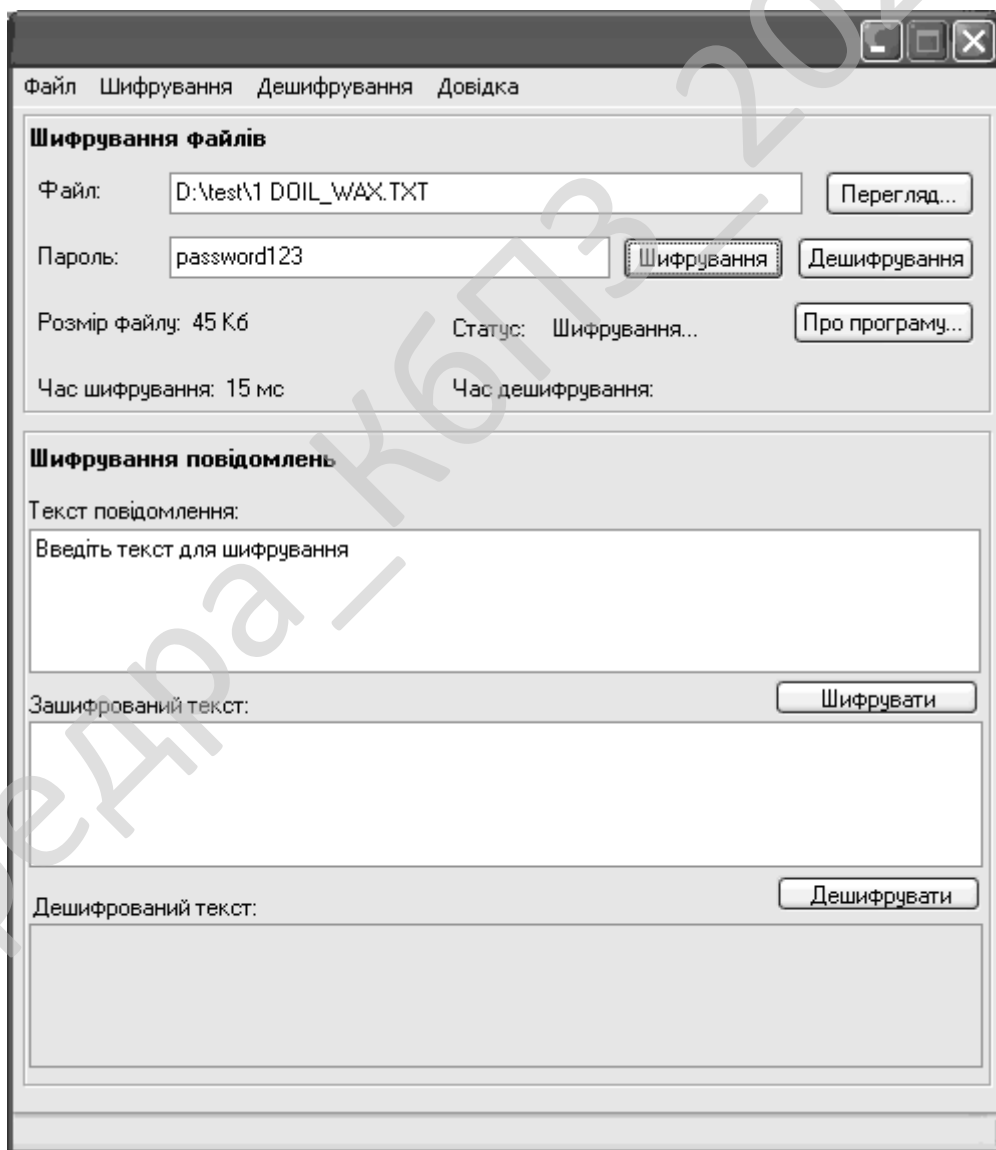 Файл Шифрування Дешифрування Довідка
Шифрування файлів
Файл: D:\test\1 DOIL_WAX.TXT Перегляд...
Пароль: password123 Шифрування Дешифрування
Розмір файлу: 45 Кб Статус: Шифрування... Про програму...
Час шифрування: 15 мс Час дешифрування:
Шифрування повідомлень
Текст повідомлення:
Введіть текст для шифрування
Зашифрований текст: Шифрувати
Дешифрований текст: Дешифрувати